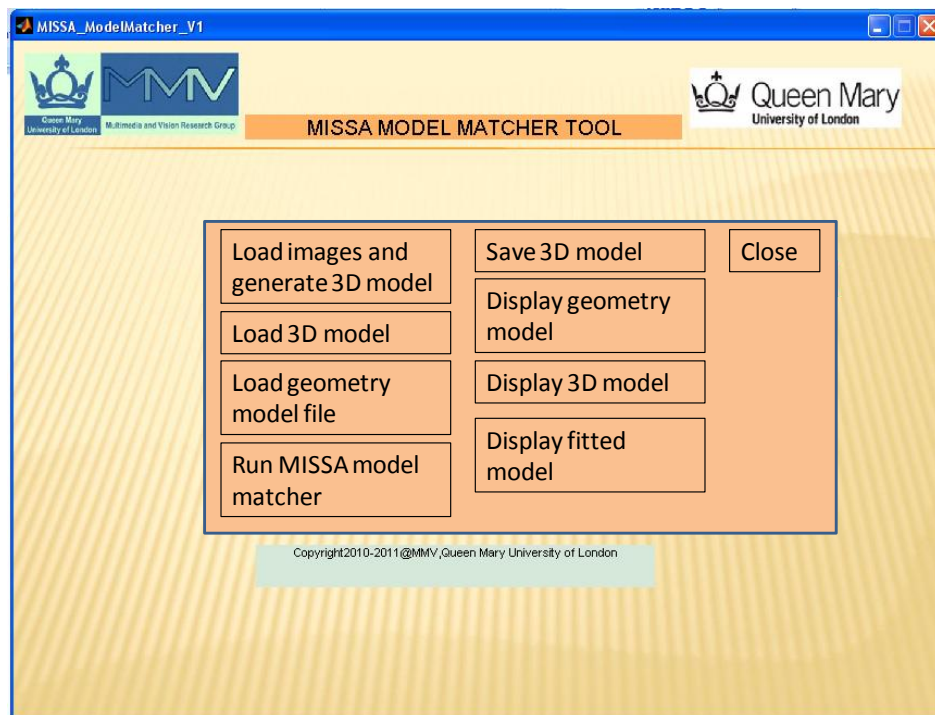 MISSA_ModelMatcher_V1
MMV
Queen Mary
University of London
Multimedia and Vision Research Group
MISSA MODEL MATCHER TOOL
Queen Mary
University of London
Load images and
generate 3D model
Load 3D model
Load geometry
model file
Run MISSA model
matcher
Save 3D model
Display geometry
model
Display 3D model
Display fitted
model
Close
Copyright2010-2011@MMV,Queen Mary University of London